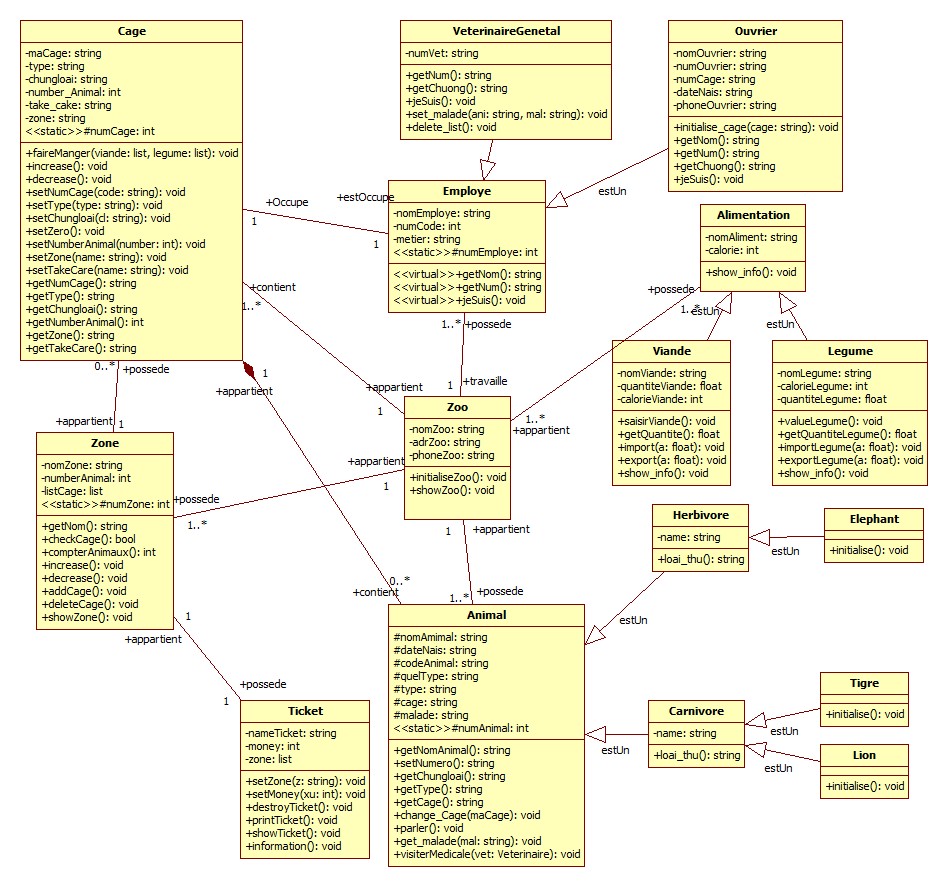 Cage
-maCage: string
-type: string
-chungloai: string
-number_Animal: int
-take_cake: string
-zone: string
<<static>>#numCage: int
+faireManger(viande: list, legume: list): void
+increase(): void
+decrease(): void
+setNumCage(code: string): void
+setType(type: string): void
+setChungloai(cl: string): void
+setZero(): void
+setNumberAnimal(number: int): void
+setZone(name: string): void
+setTakeCare(name: string): void
+getNumCage(): string
+getType(): string
+getChungloai(): string
+getNumberAnimal(): int
+getZone(): string
+getTakeCare(): string
VeterinaireGenetal
-numVet: string
+getNum(): string
+getChuong(): string
+jeSuis(): void
+set_malade(ani: string, mal: string): void
+delete_list(): void
Ouvrier
-nomOuvrier: string
-numOuvrier: string
-numCage: string
-dateNais: string
-phoneOuvrier: string
+initialise_cage(cage: string): void
+getNom(): string
+getNum(): string
+getChuong(): string
+jeSuis(): void
estUn
+Occupe
+estOccupe
1
1
Employe
-nomEmploye: string
-numCode: int
-metier: string
<<static>>#numEmploye: int
<<virtual>>+getNom(): string
<<virtual>>+getNum(): string
<<virtual>>+jeSuis(): void
Alimentation
-nomAliment: string
-calorie: int
+show_info(): void
+contient
1..*
+possede
1..*
estUn
estUn
1..*
+possede
Viande
-nomViande: string
-quantiteViande: float
-calorieViande: int
+saisirViande(): void
+getQuantite(): float
+import(a: float): void
+export(a: float): void
+show_info(): void
Legume
-nomLegume: string
-calorieLegume: int
-quantiteLegume: float
+valueLegume(): void
+getQuantiteLegume(): float
+importLegume(a: float): void
+exportLegume(a: float): void
+show_info(): void
0..*
+possede
1
+appartient
+appartient
1
1
+travaille
+appartient
1
Zoo
-nomZoo: string
-adrZoo: string
-phoneZoo: string
+initialiseZoo(): void
+showZoo(): void
1..*
+appartient
Zone
-nomZone: string
-numberAnimal: int
-listCage: list
<<static>>#numZone: int
+getNom(): string
+checkCage(): bool
+compterAnimaux(): int
+increase(): void
+decrease(): void
+addCage(): void
+deleteCage(): void
+showZone(): void
+appartient
1
+possede
1..*
1
+appartient
Herbivore
-name: string
+loai_thu(): string
Elephant
+initialise(): void
estUn
0..*
+contient
1..*
+possede
estUn
1
+appartient
+possede
1
Animal
#nomAmimal: string
#dateNais: string
#codeAnimal: string
#quelType: string
#type: string
#cage: string
#malade: string
<<static>>#numAnimal: int
+getNomAnimal(): string
+setNumero(): string
+getChungloai(): string
+getType(): string
+getCage(): string
+change_Cage(maCage): void
+parler(): void
+get_malade(mal: string): void
+visiterMedicale(vet: Veterinaire): void
Ticket
-nameTicket: string
-money: int
-zone: list
+setZone(z: string): void
+setMoney(xu: int): void
+destroyTicket(): void
+printTicket(): void
+showTicket(): void
+information(): void
estUn
Carnivore
-name: string
+loai_thu(): string
Tigre
+initialise(): void
estUn
Lion
+initialise(): void
estUn